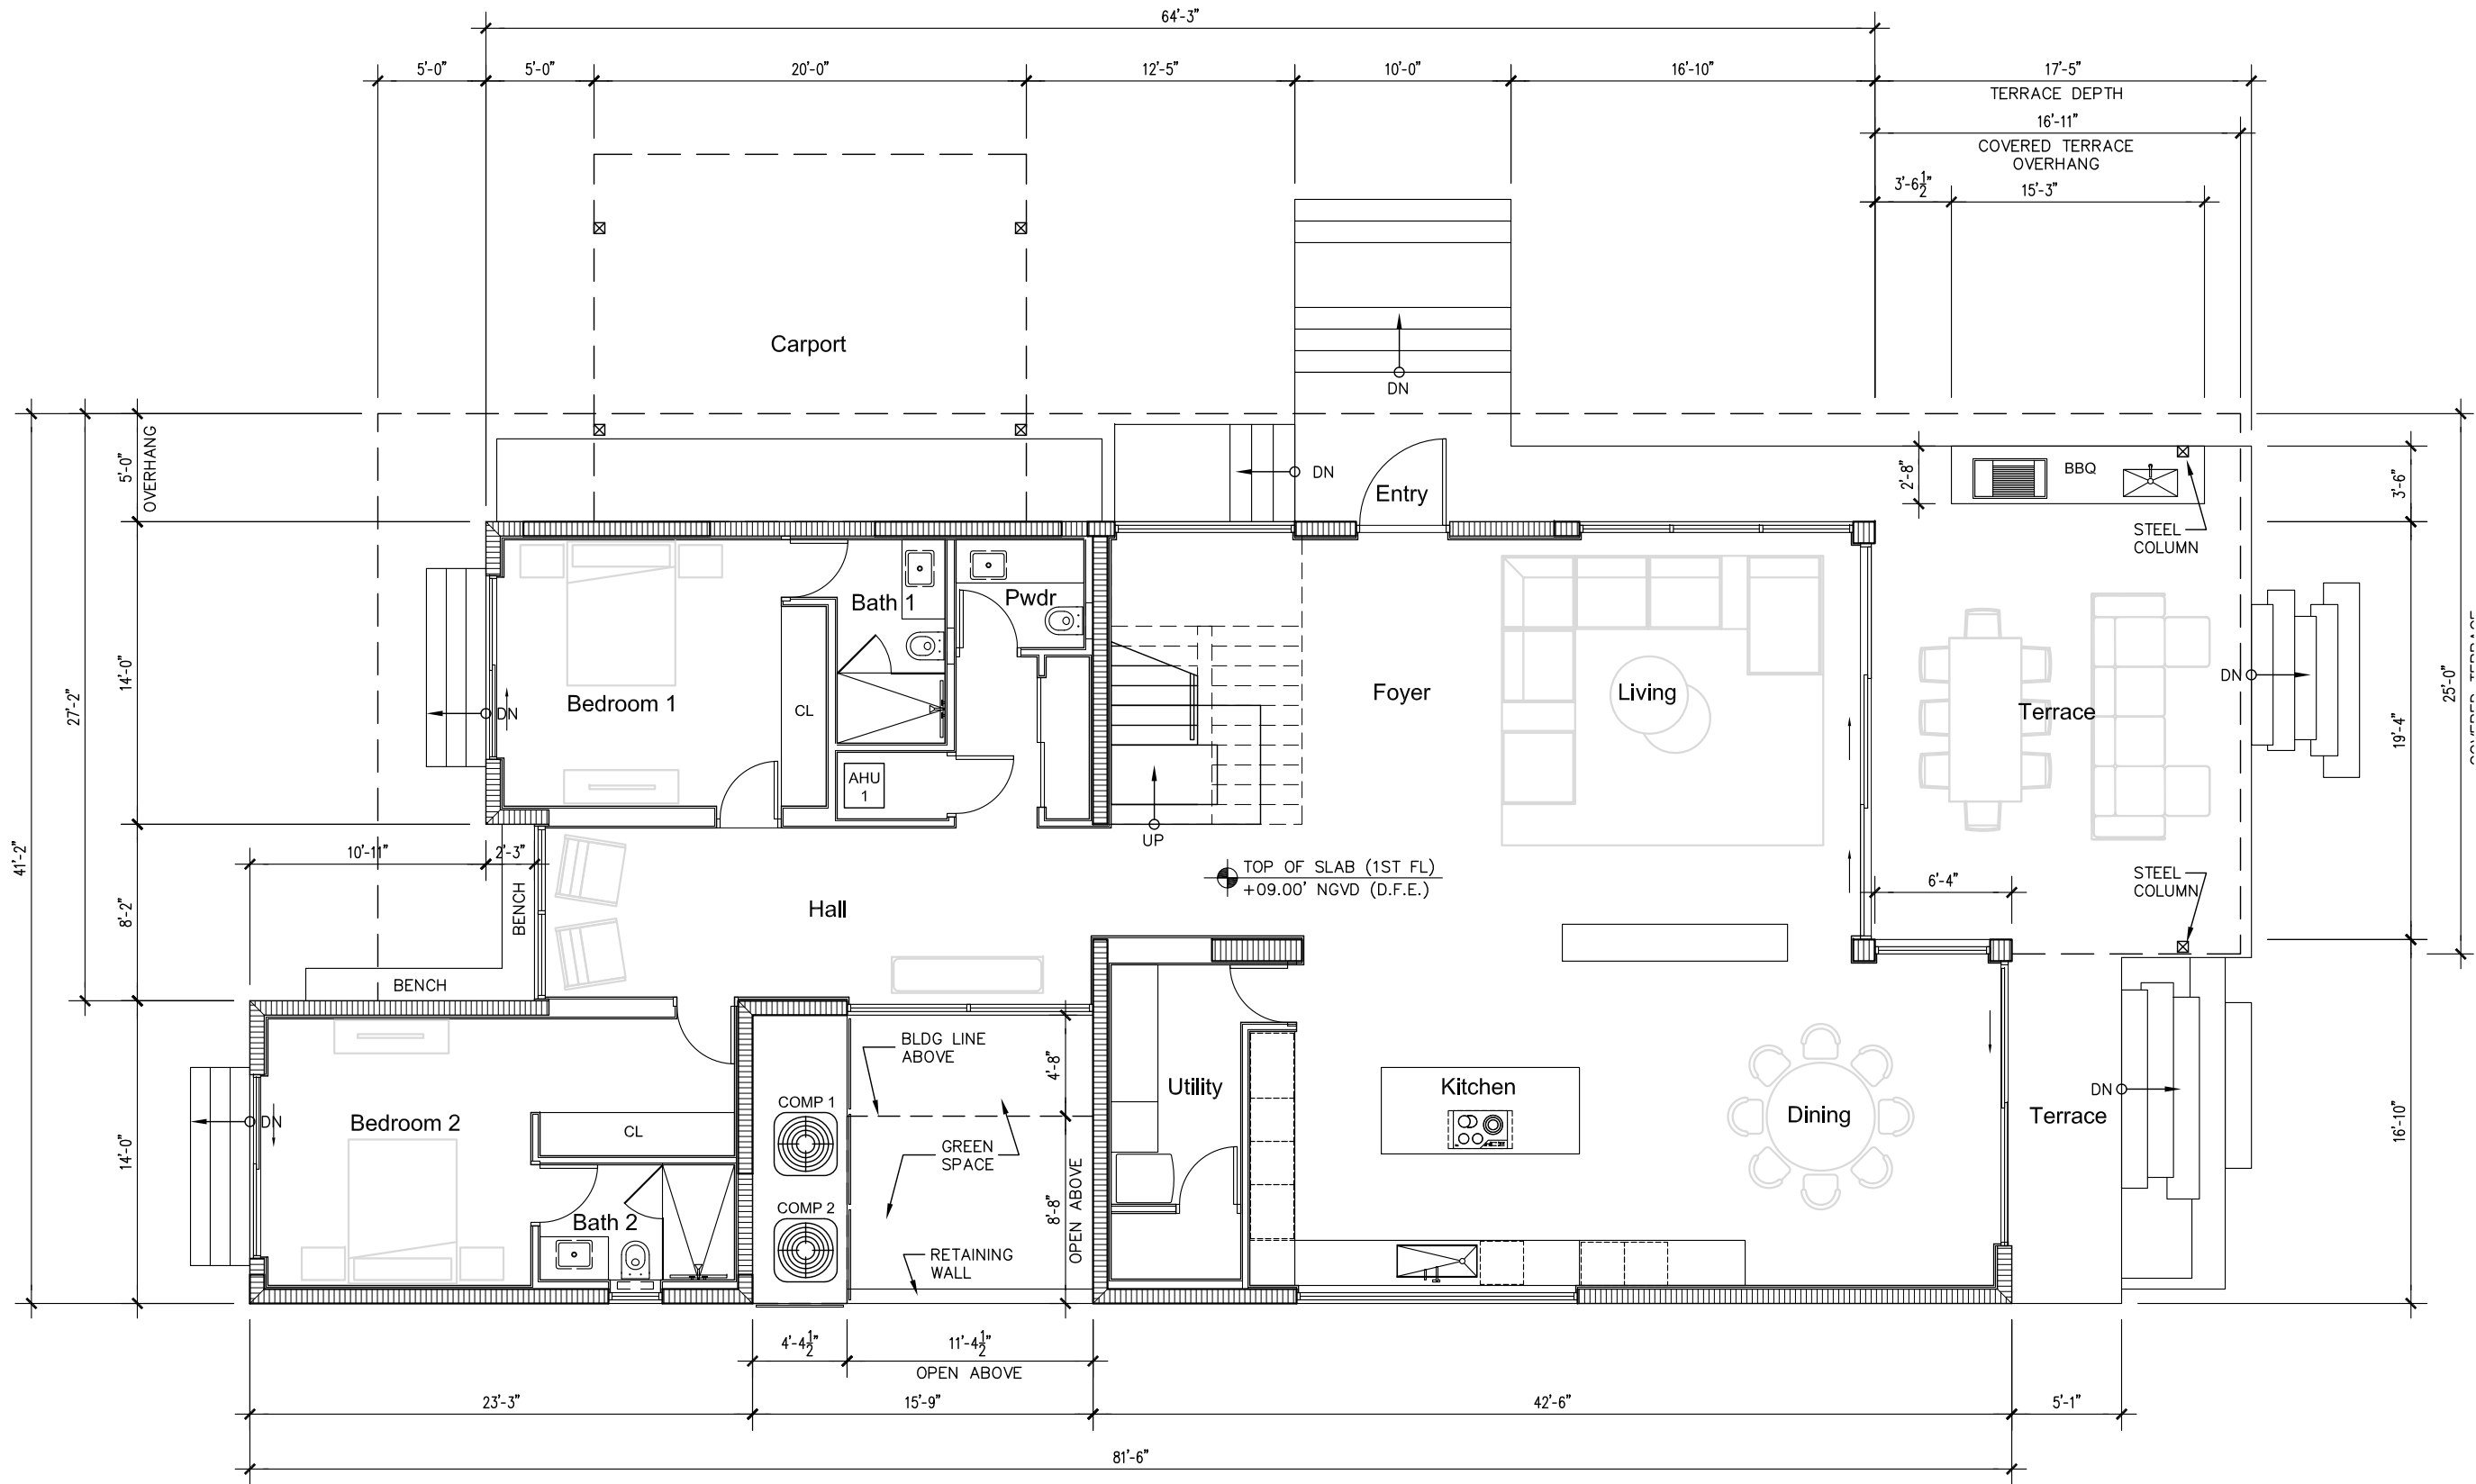 64'-3"
5'-0"
5'-0"
20'-0"
12'-5"
10'-0"
16'-10"
17'-5"
TERRACE DEPTH
16'-11"
COVERED TERRACE
OVERHANG
3'-6½"
15'-3"
Carport
DN
5'-0"
OVERHANG
DN
Entry
2'-8"
BBQ
3'-6"
STEEL
COLUMN
Bath 1
Pwdr
14'-0"
27'-2"
DN
Bedroom 1
CL
Foyer
Living
Terrace
DN
19'-4"
25'-0"
COVERED TERRACE
AHU
1
UP
41'-2"
10'-11"
2'-3"
TOP OF SLAB (1ST FL)
+09.00' NGVD (D.F.E.)
6'-4"
STEEL
COLUMN
8'-2"
BENCH
Hall
BENCH
BLDG LINE
ABOVE
4'-8"
Utility
Kitchen
DN
Bedroom 2
CL
COMP 1
GREEN
SPACE
Dining
DN
Terrace
16'-10"
14'-0"
COMP 2
8'-8"
OPEN ABOVE
Bath 2
RETAINING
WALL
4'-4½"
11'-4½"
OPEN ABOVE
23'-3"
15'-9"
42'-6"
5'-1"
81'-6"